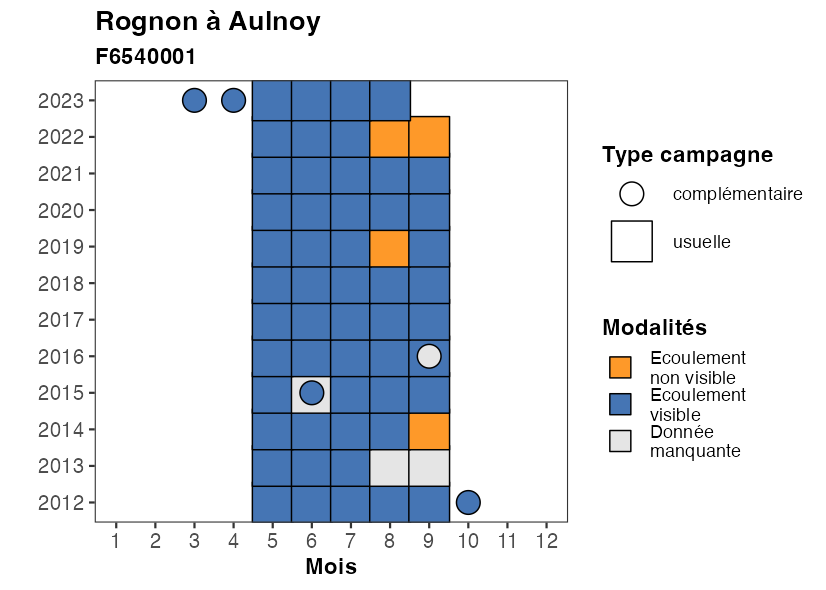 Rognon à Aulnoy
F6540001
2023
2022
2021
2020
2019
2018
2017
2016
2015
2014
2013
2012
1 2 3 4 5 6 7 8 9 10 11 12
Mois
Type campagne
complémentaire
usuelle
Modalités
Ecoulement
non visible
Ecoulement
visible
Donnée
manquante